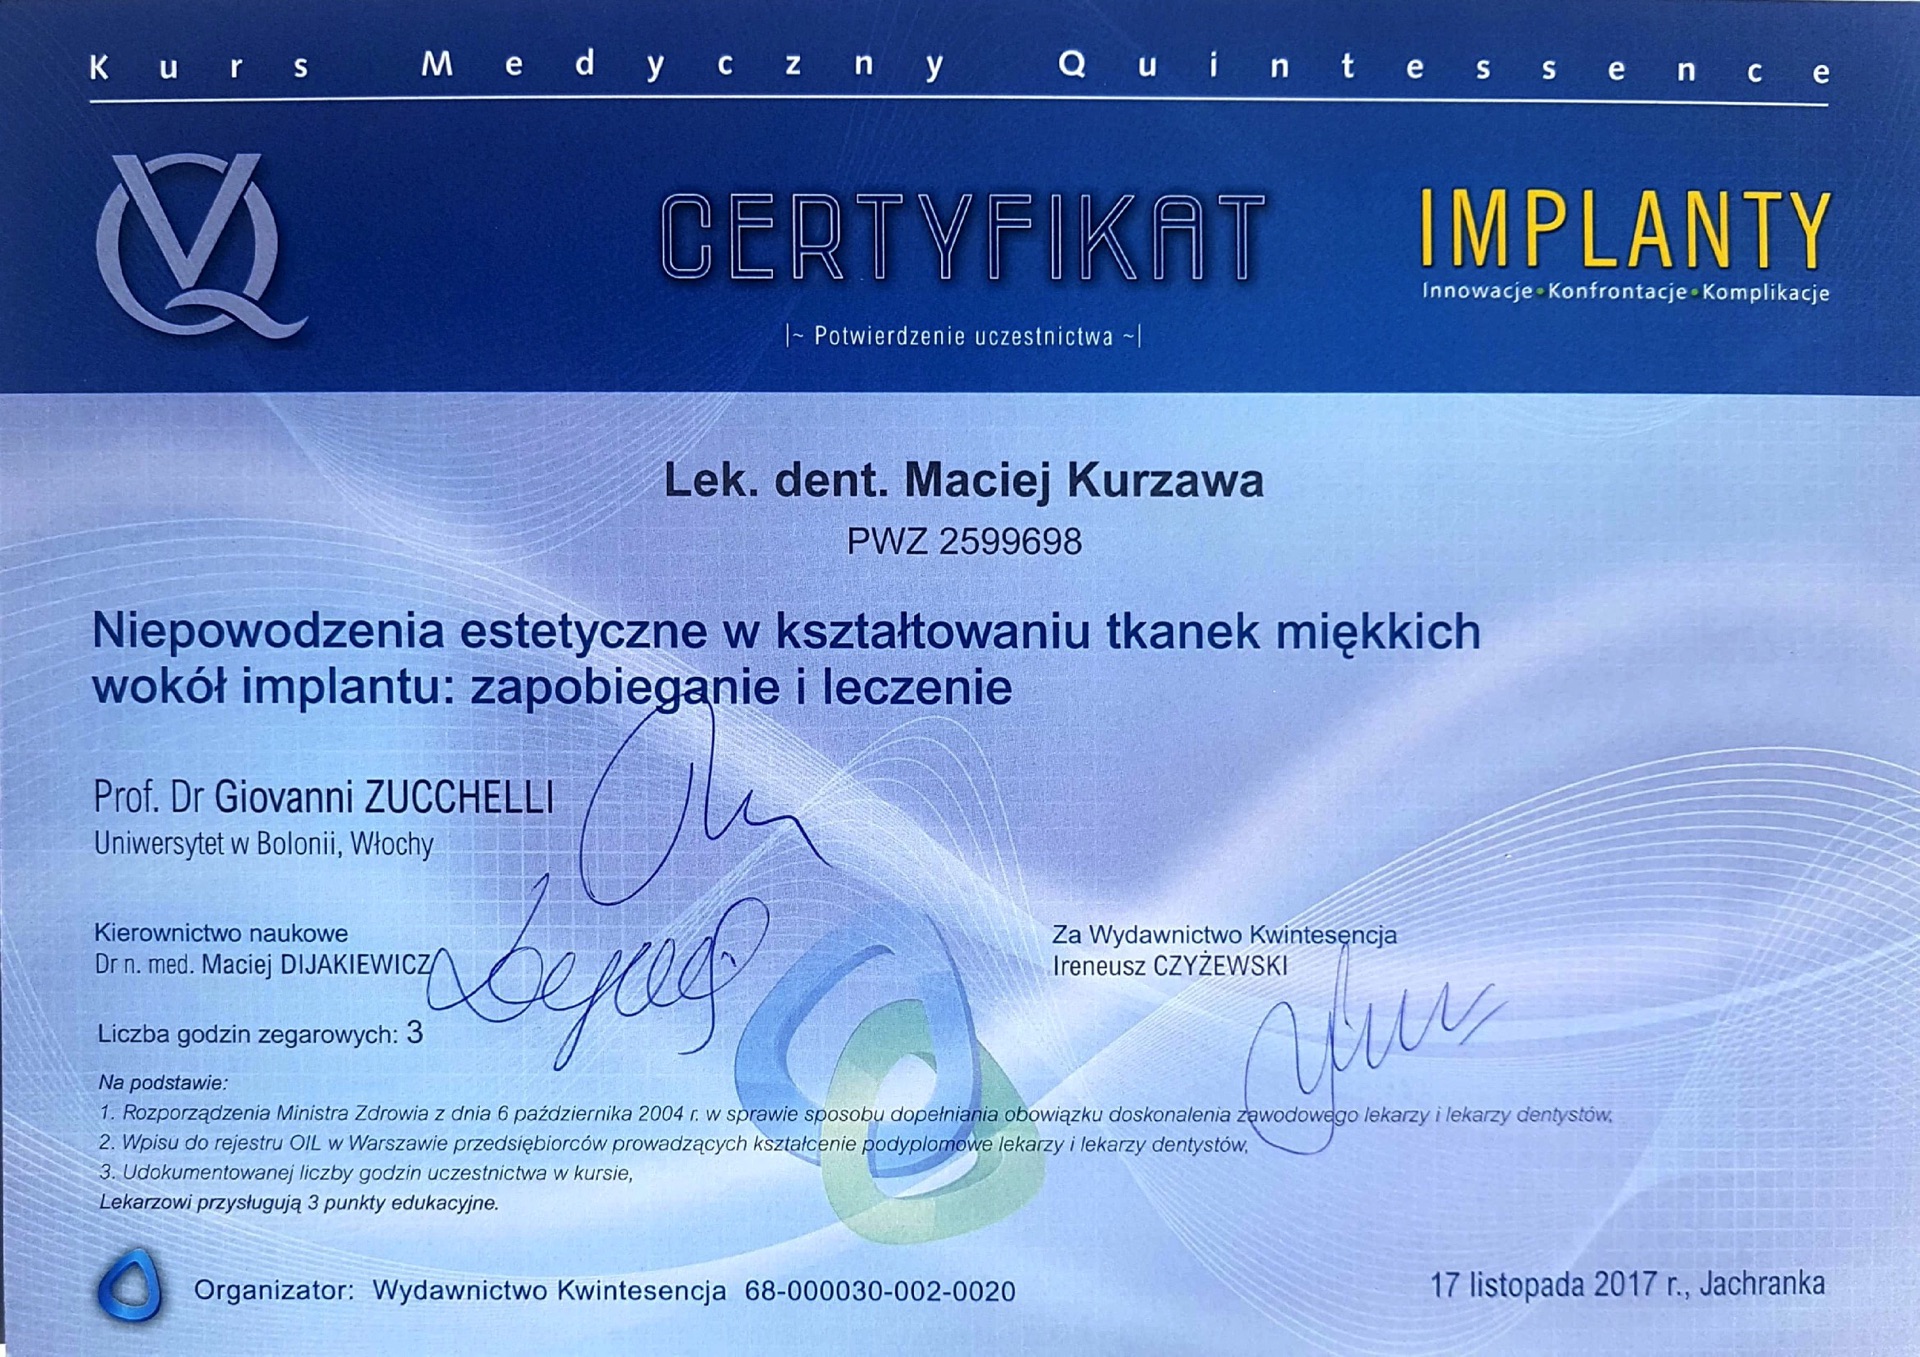 Kurs Medyczny Quintessence
VQ
CERTYFIKAT
IMPLANTY
Innowacje•Konfrontacje•Komplikacje
|~ Potwierdzenie uczestnictwa ~|
Lek. dent. Maciej Kurzawa
PWZ 2599698
Niepowodzenia estetyczne w kształtowaniu tkanek miękkich
wokół implantu: zapobieganie i leczenie
Prof. Dr Giovanni ZUCCHELLI
Uniwersytet w Bolonii, Włochy
Kierownictwo naukowe
Dr n. med. Maciej DIJAKIEWICZ
Za Wydawnictwo Kwintesencja
Ireneusz CZYŻEWSKI
Liczba godzin zegarowych: 3
Na podstawie:
1. Rozporządzenia Ministra Zdrowia z dnia 6 października 2004 r. w sprawie sposobu dopełniania obowiązku doskonalenia zawodowego lekarzy i lekarzy dentystów,
2. Wpisu do rejestru OIL w Warszawie przedsiębiorców prowadzących kształcenie podyplomowe lekarzy i lekarzy dentystów,
3. Udokumentowanej liczby godzin uczestnictwa w kursie,
Lekarzowi przysługują 3 punkty edukacyjne.
Organizator: Wydawnictwo Kwintesencja 68-000030-002-0020
17 listopada 2017 r., Jachranka